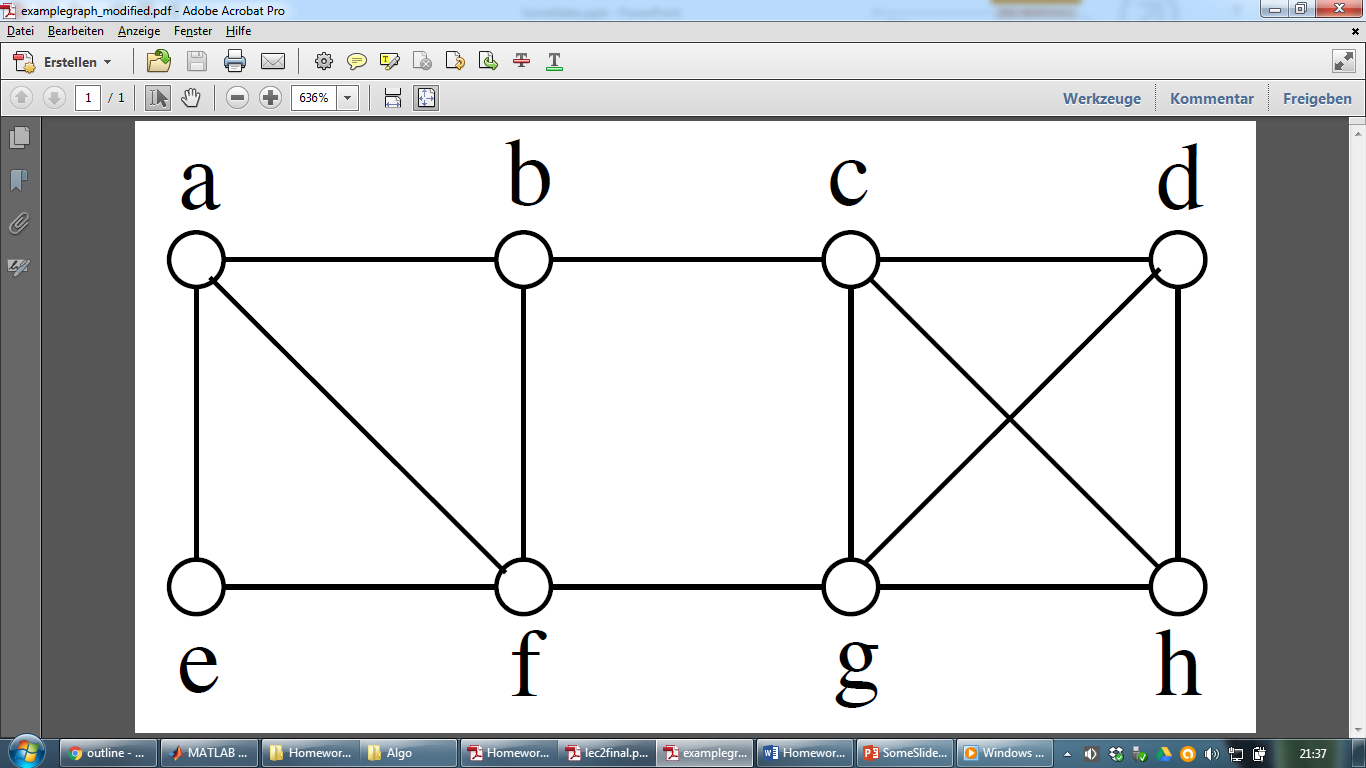 examplegraph_modified.pdf - Adobe Acrobat Pro
Datei Bearbeiten Anzeige Fenster Hilfe
Erstellen
1 / 1 636% Werkzeuge Kommentar Freigeben
a b c d
e f g h
outline - ... MATLAB ... Homewor... Algo Homewor... lec2final.p... examplegr... Homewor... SomeSlide... Windows ... 21:37